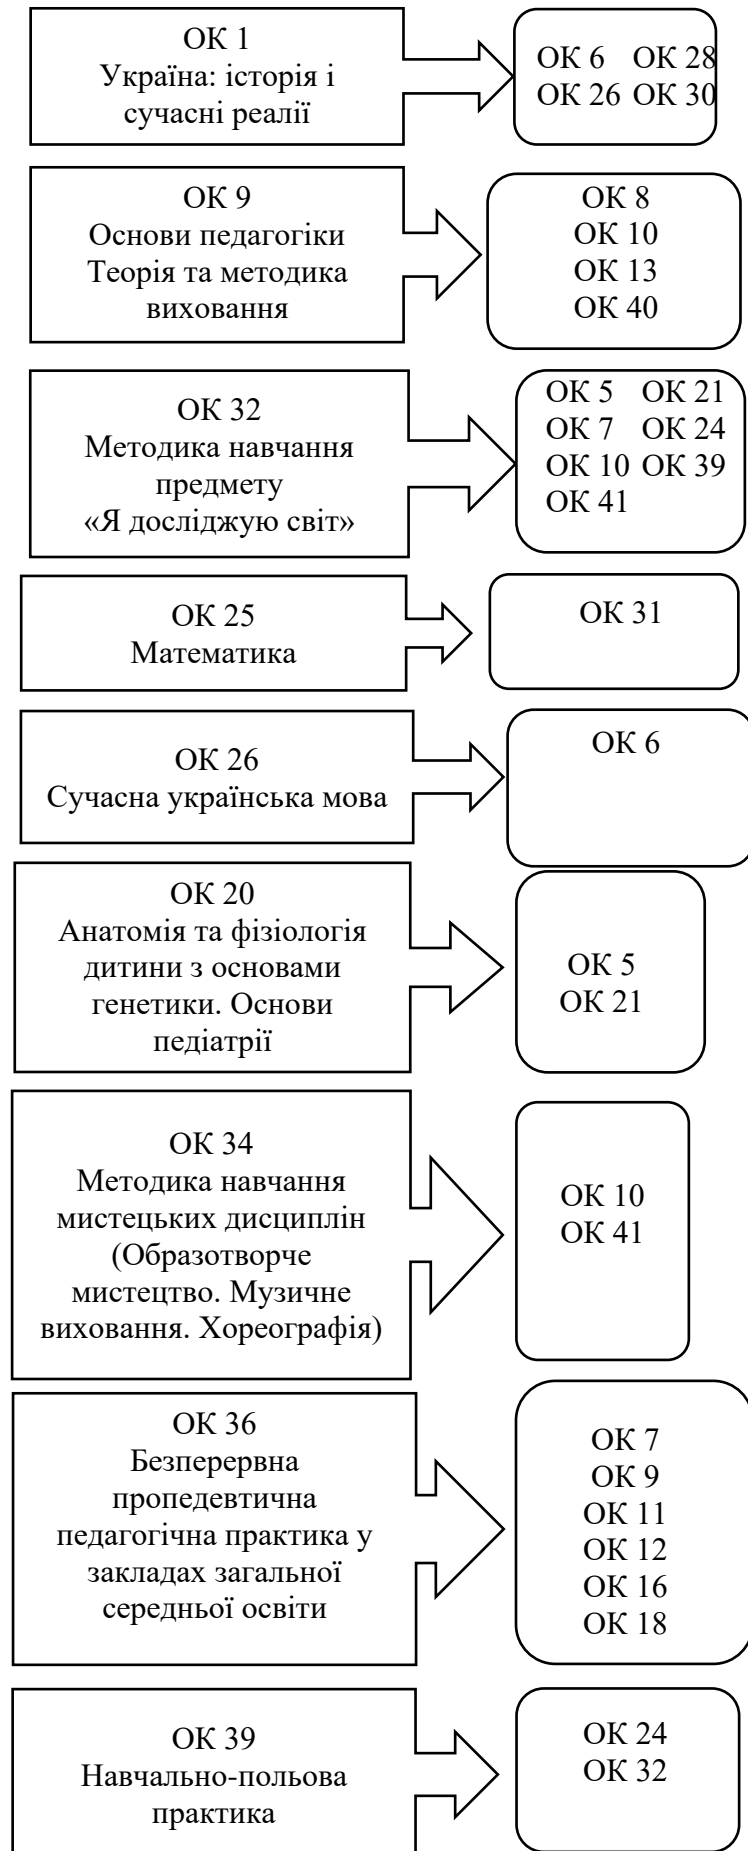 ОК 1
Україна: історія і
сучасні реалії
ОК 6 ОК 28
ОК 26 ОК 30
ОК 9
Основи педагогіки
Теорія та методика
виховання
ОК 8
ОК 10
ОК 13
ОК 40
ОК 32
Методика навчання
предмету
«Я досліджую світ»
ОК 5 ОК 21
ОК 7 ОК 24
ОК 10 ОК 39
ОК 41
ОК 25
Математика
ОК 31
ОК 26
Сучасна українська мова
ОК 6
ОК 20
Анатомія та фізіологія
дитини з основами
генетики. Основи
педіатрії
ОК 5
ОК 21
ОК 34
Методика навчання
мистецьких дисциплін
(Образотворче
мистецтво. Музичне
виховання. Хореографія)
ОК 10
ОК 41
ОК 36
Безперервна
пропедевтична
педагогічна практика у
закладах загальної
середньої освіти
ОК 7
ОК 9
ОК 11
ОК 12
ОК 16
ОК 18
ОК 39
Навчально-польова
практика
ОК 24
ОК 32